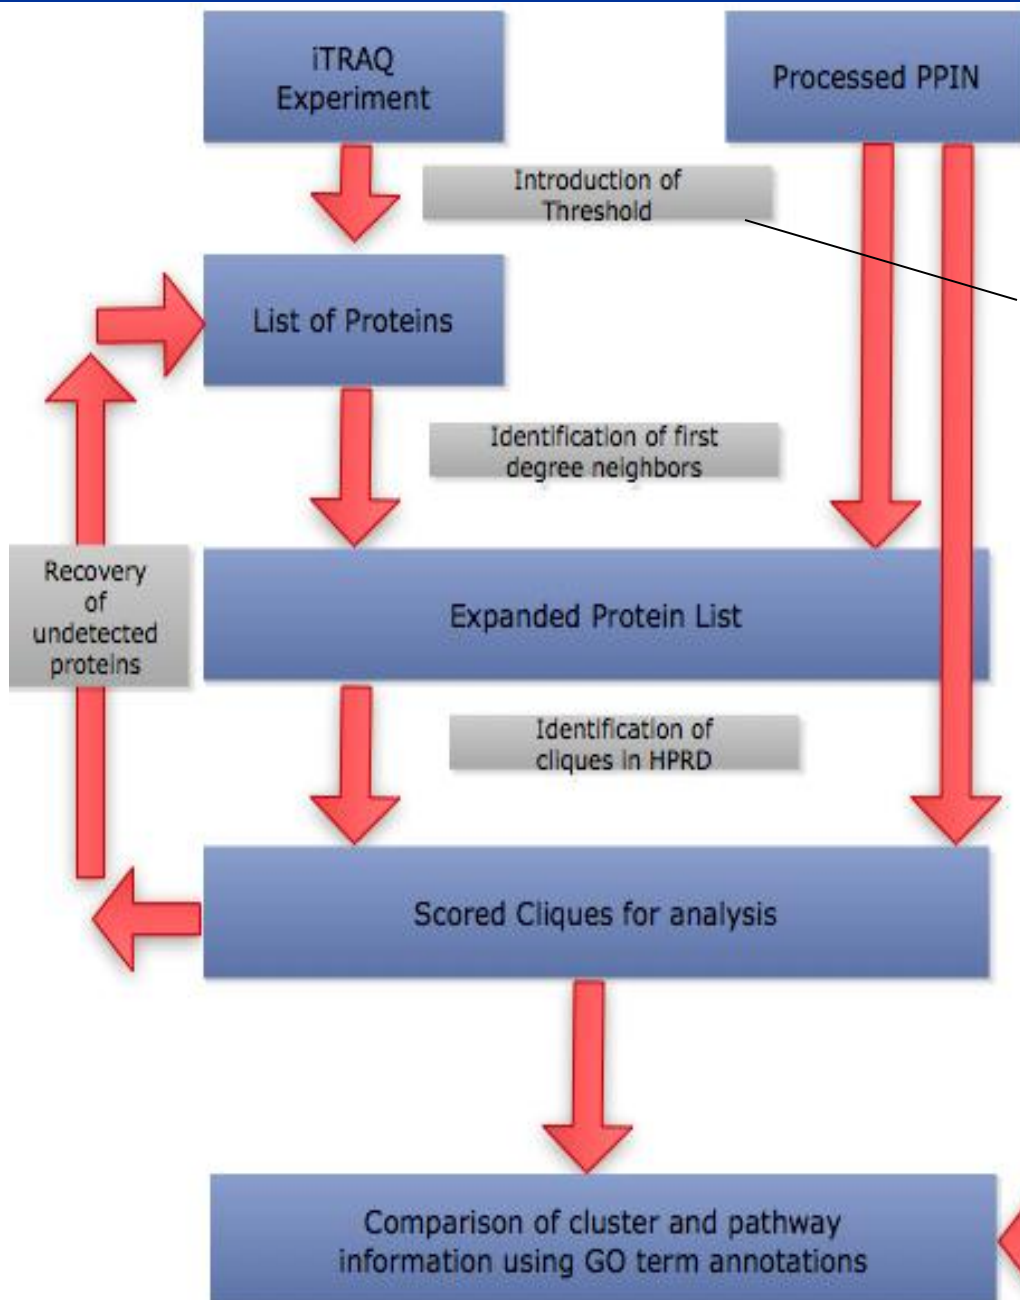 iTRAQ
Experiment
Processed PPIN
Introduction of
Threshold
List of Proteins
Identification of first
degree neighbors
Recovery
of
undetected
proteins
Expanded Protein List
Identification of
cliques in HPRD
Scored Cliques for analysis
Comparison of cluster and pathway
information using GO term annotations